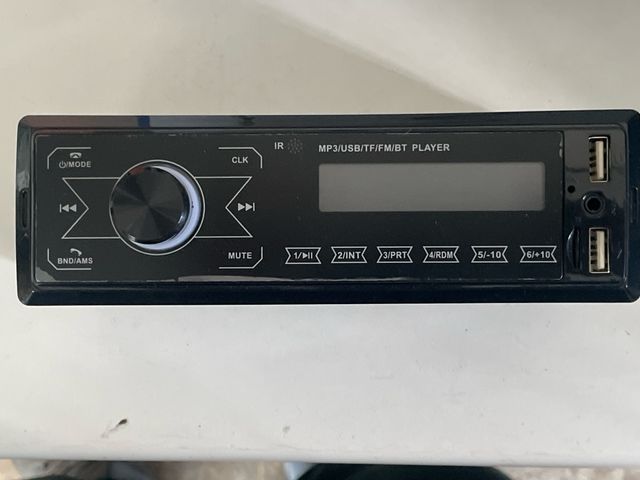 IR
MP3/USB/TF/FM/BT PLAYER
⏻/MODE
CLK
BND/AMS
MUTE
1/▶II
2/INT
3/PRT
4/RDM
5/-10
6/+10